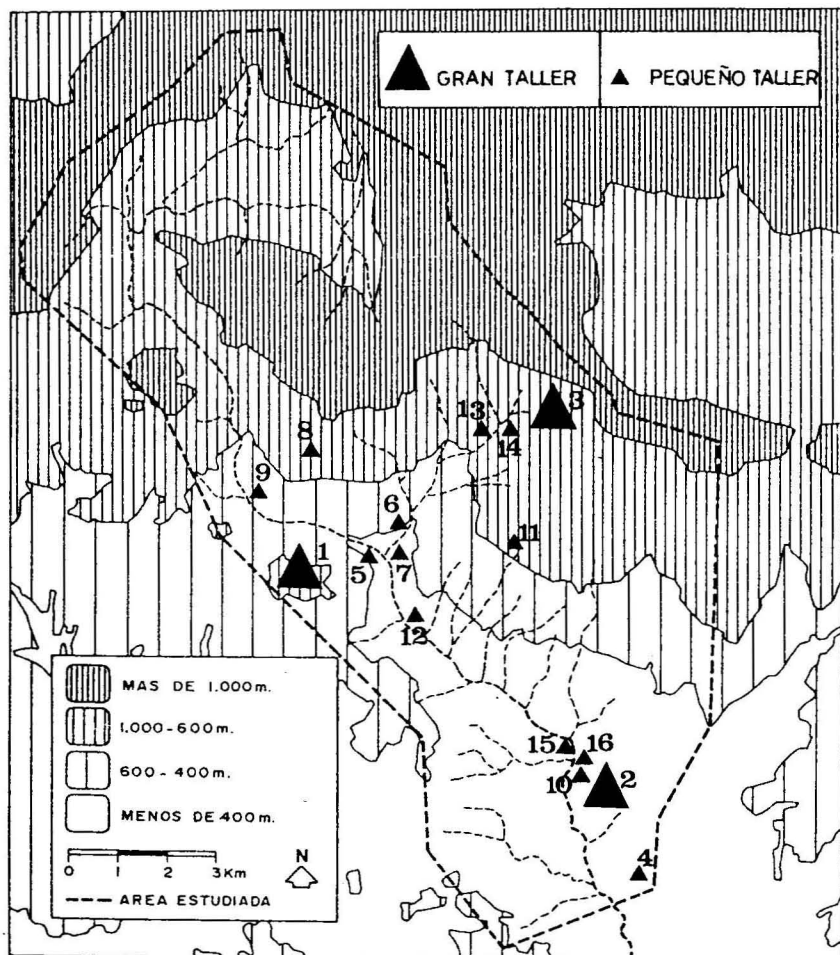 GRAN TALLER
PEQUEÑO TALLER
3
13
14
8
9
6
11
1
5
7
12
MAS DE 1.000m.
1.000-600m.
600-400m.
MENOS DE 400m.
0 1 2 3Km
N
AREA ESTUDIADA
15
16
10
2
4